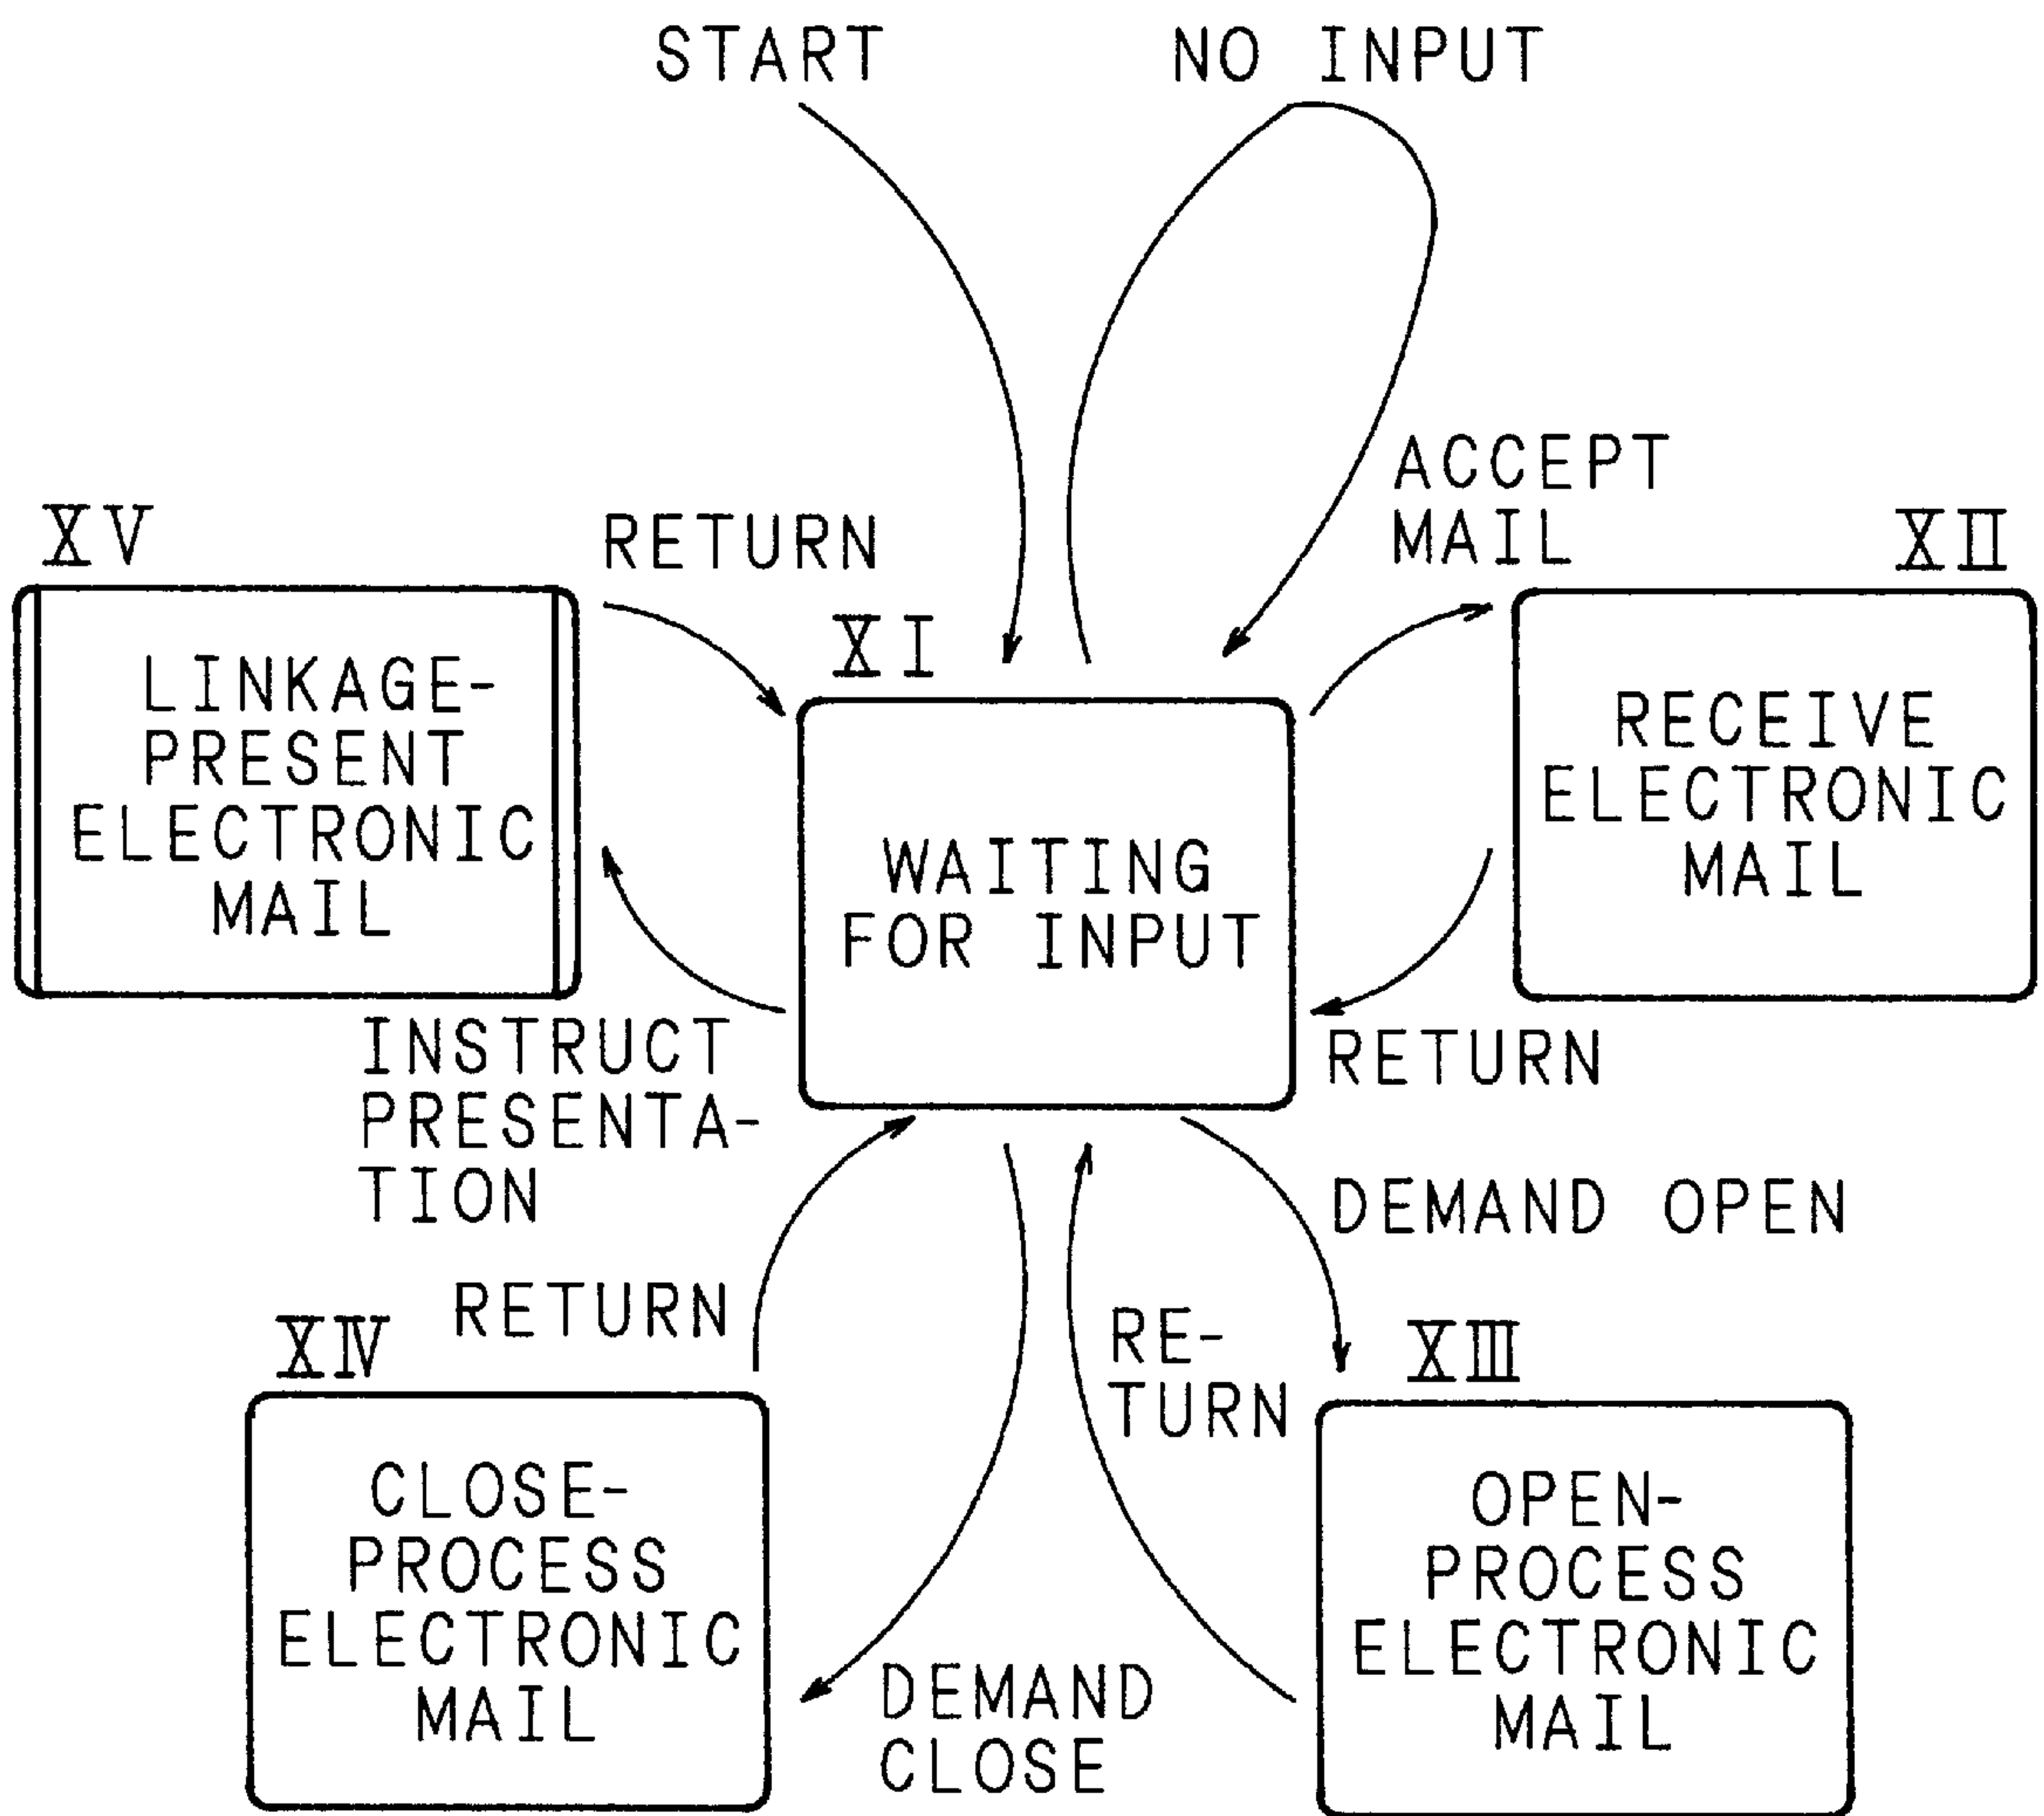 START
NO INPUT
ACCEPT
MAIL
XV
RETURN
XII
XI
LINKAGE-
PRESENT
ELECTRONIC
MAIL
RECEIVE
ELECTRONIC
MAIL
WAITING
FOR INPUT
INSTRUCT
PRESENTA-
TION
RETURN
DEMAND OPEN
RETURN
XIV
RE-
TURN
XIII
CLOSE-
PROCESS
ELECTRONIC
MAIL
OPEN-
PROCESS
ELECTRONIC
MAIL
DEMAND
CLOSE